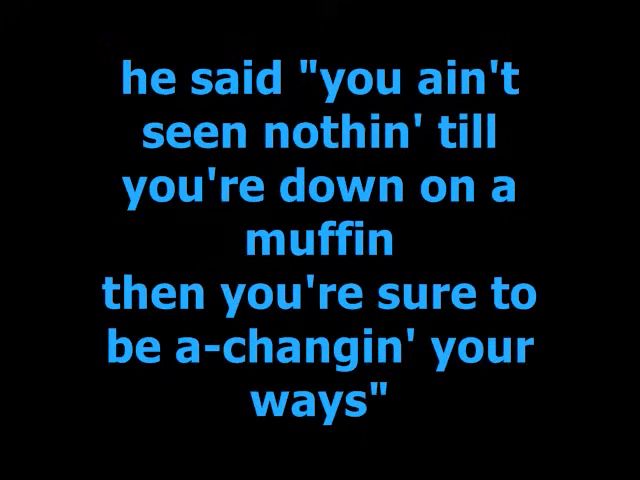 he said "you ain't
seen nothin' till
you're down on a
muffin
then you're sure to
be a-changin' your
ways"